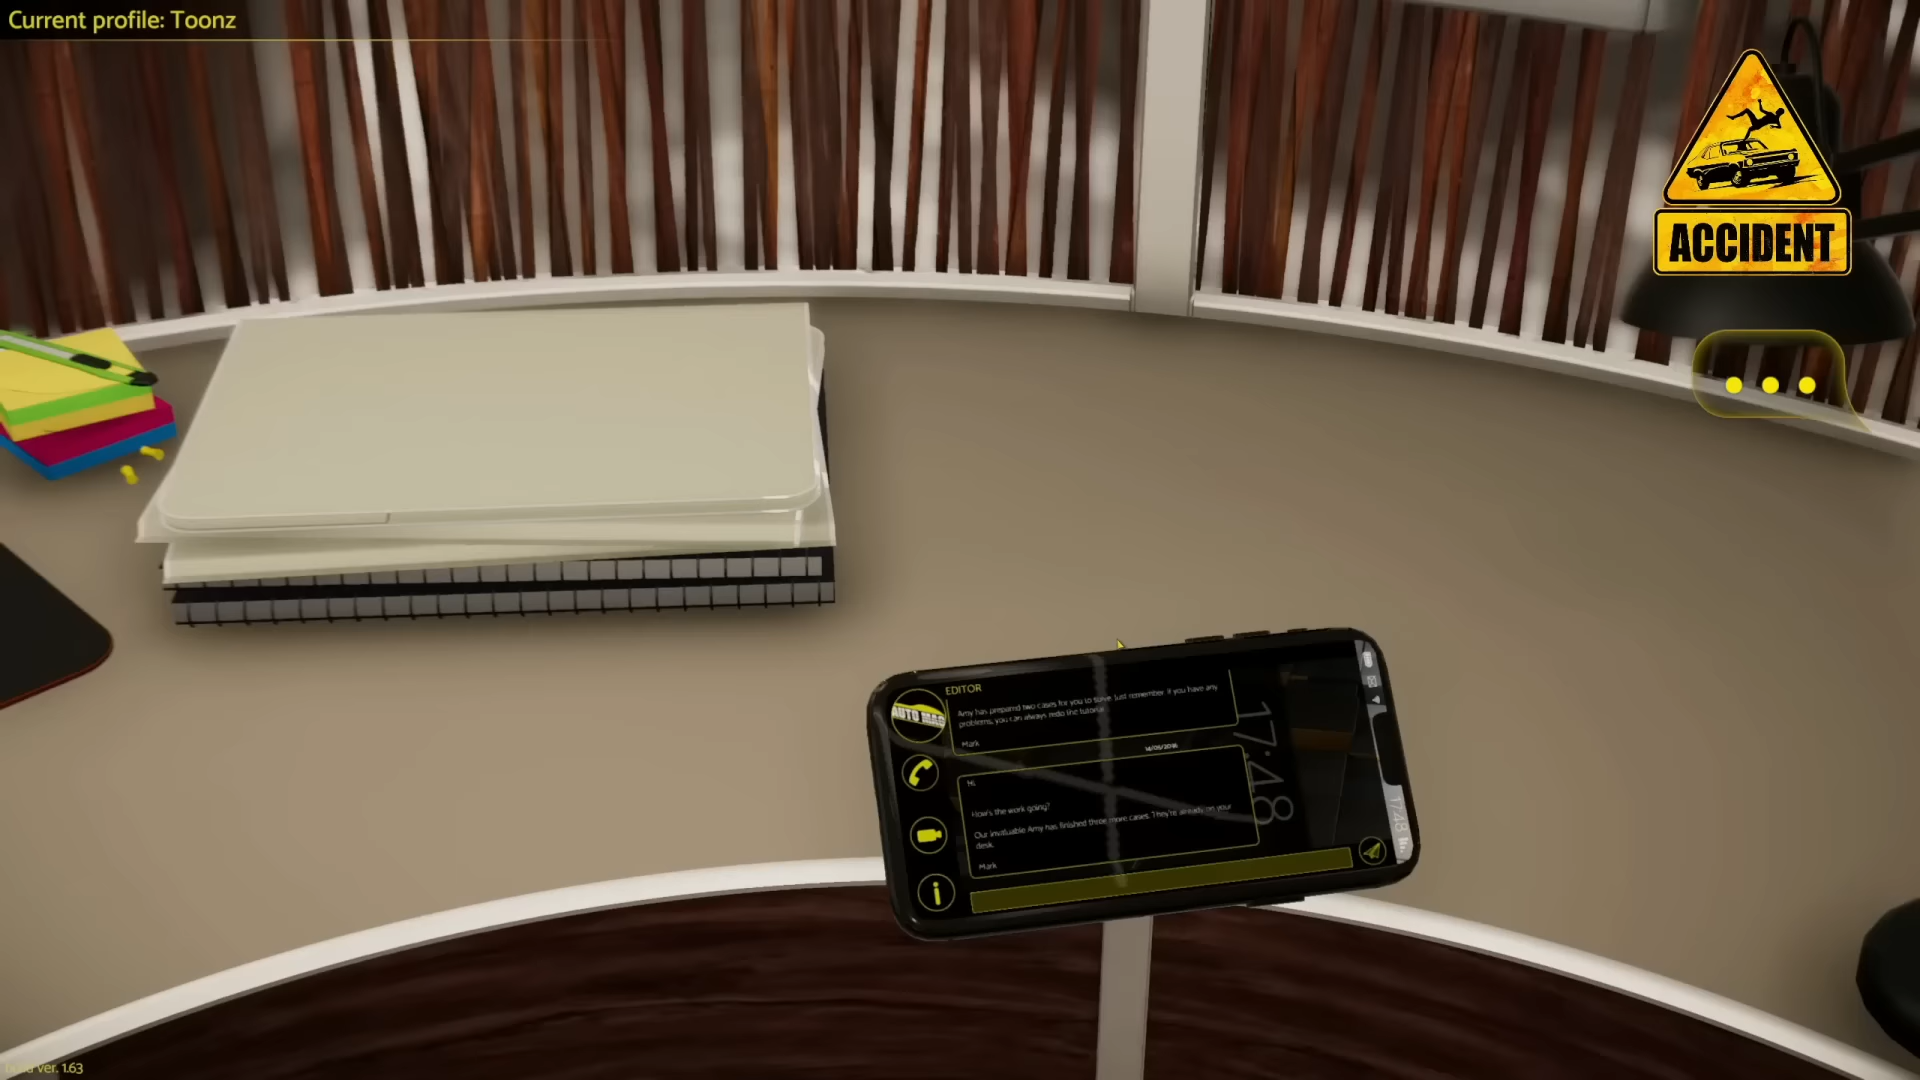 Current profile: Toonz
ACCIDENT
EDITOR
AUTO MAG
Amy has prepared two cases for you to solve. Just remember: if you have any
problems, you can always redo the tutorial.
Mark
Hi,
How's the work going?
Our invaluable Amy has finished three more cases. They're already on your
desk.
Mark
17:48
17:48
ver. 1.63